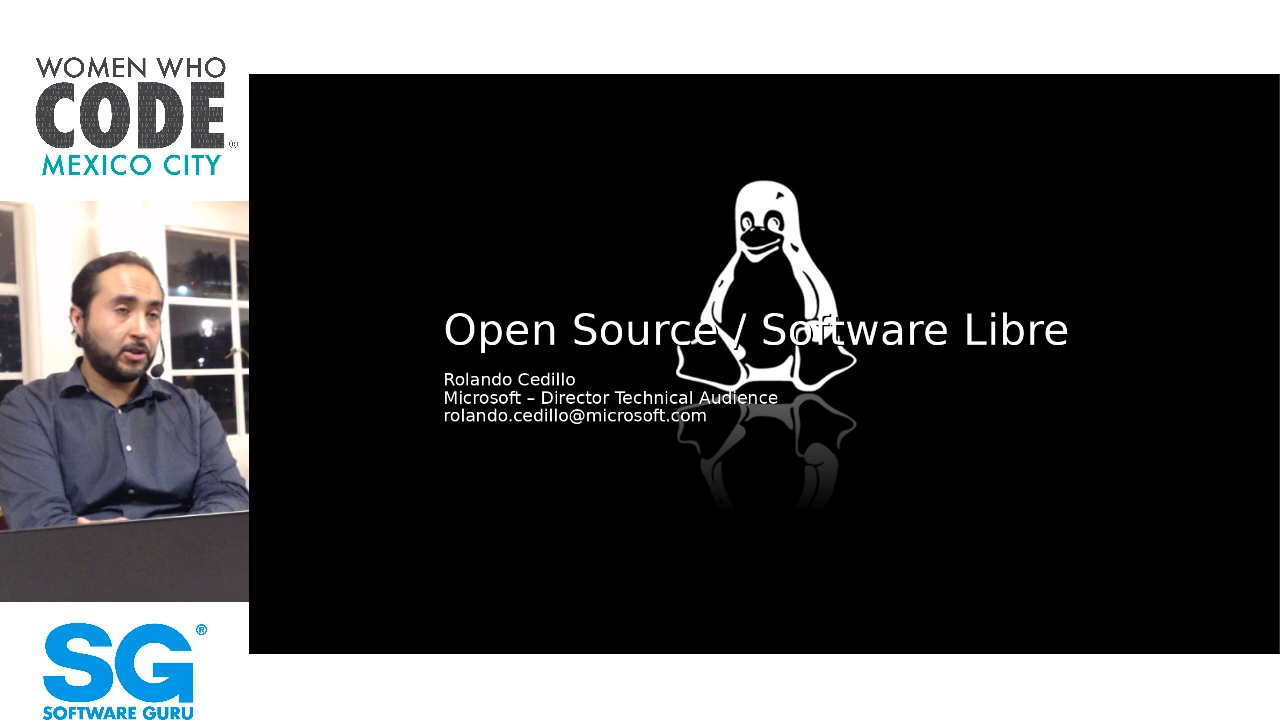 WOMEN WHO
CODE®
MEXICO CITY
Open Source / Software Libre
Rolando Cedillo
Microsoft – Director Technical Audience
rolando.cedillo@microsoft.com
SG®
SOFTWARE GURU